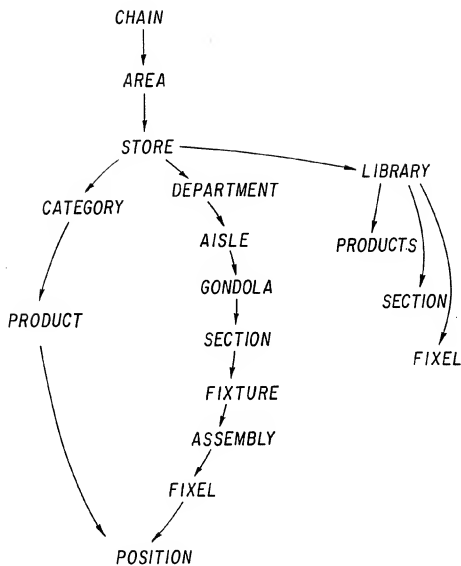 CHAIN
AREA
STORE
LIBRARY
DEPARTMENT
CATEGORY
AISLE
PRODUCTS
GONDOLA
SECTION
PRODUCT
SECTION
FIXEL
FIXTURE
ASSEMBLY
FIXEL
POSITION